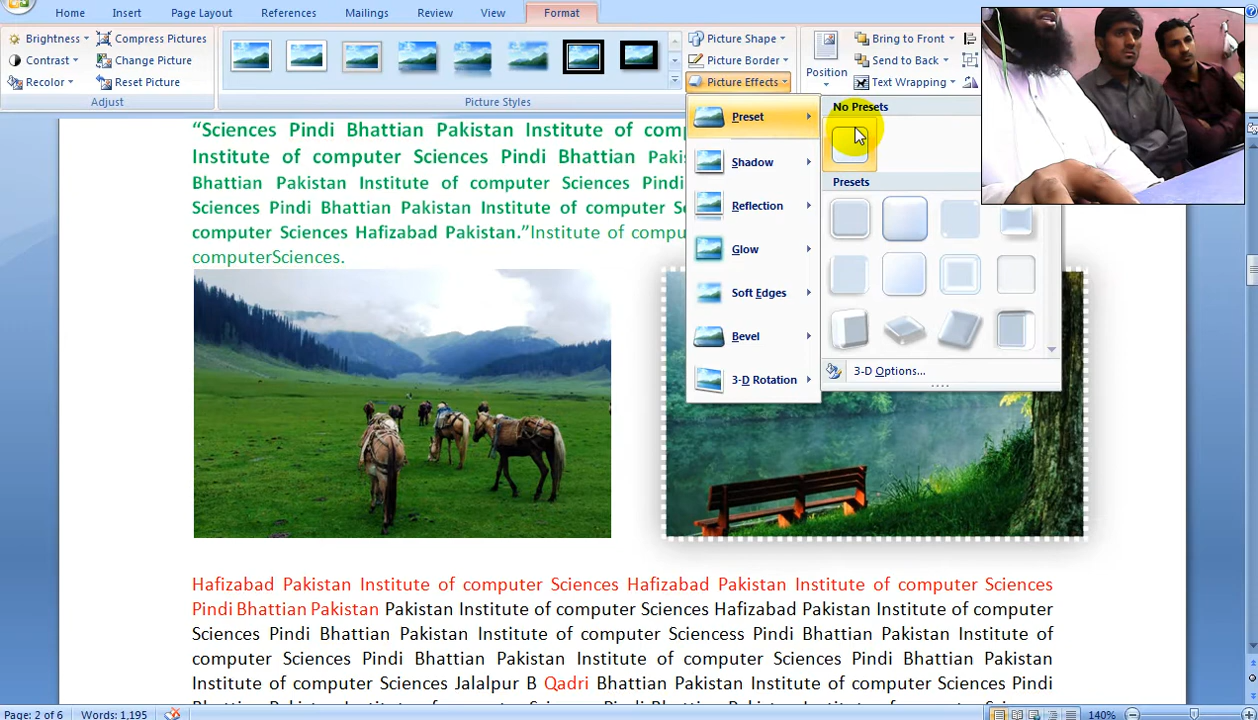 Home Insert Page Layout References Mailings Review View Format
Brightness Compress Pictures Picture Shape Bring to Front
Contrast Change Picture Picture Border Position Send to Back
Recolor Reset Picture Picture Effects Text Wrapping
Adjust Picture Styles
Preset
Shadow
Reflection
Glow
Soft Edges
Bevel
3-D Rotation
No Presets
Presets
3-D Options...
“Sciences Pindi Bhattian Pakistan Institute of
Institute of computer Sciences Pindi Bhattian
Bhattian Pakistan Institute of computer Sciences
Sciences Pindi Bhattian Pakistan Institute of computer
computer Sciences Hafizabad Pakistan.”Institute of
computerSciences.
Hafizabad Pakistan Institute of computer Sciences Hafizabad Pakistan Institute of computer Sciences
Pindi Bhattian Pakistan Pakistan Institute of computer Sciences Hafizabad Pakistan Institute of computer
Sciences Pindi Bhattian Pakistan Institute of computer Sciencess Pindi Bhattian Pakistan Institute of
computer Sciences Pindi Bhattian Pakistan Institute of computer Sciences Pindi Bhattian Pakistan
Institute of computer Sciences Jalalpur B Qadri Bhattian Pakistan Institute of computer Sciences Pindi
Page: 2 of 6 Words: 1,195 140%